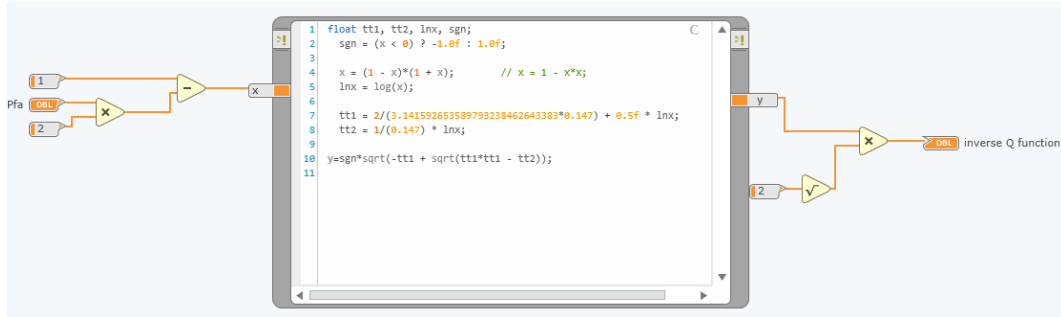 1
Pfa DBL
2
×
−
x
C
1 float tt1, tt2, lnx, sgn;
2 sgn = (x < 0) ? -1.0f : 1.0f;
3
4 x = (1 - x)*(1 + x); // x = 1 - x*x;
5 lnx = log(x);
6
7 tt1 = 2/(3.14159265358979323846264338​3*0.147) + 0.5f * lnx;
8 tt2 = 1/(0.147) * lnx;
9
10 y=sgn*sqrt(-tt1 + sqrt(tt1*tt1 - tt2));
11
y
2
√
×
DBL inverse Q function